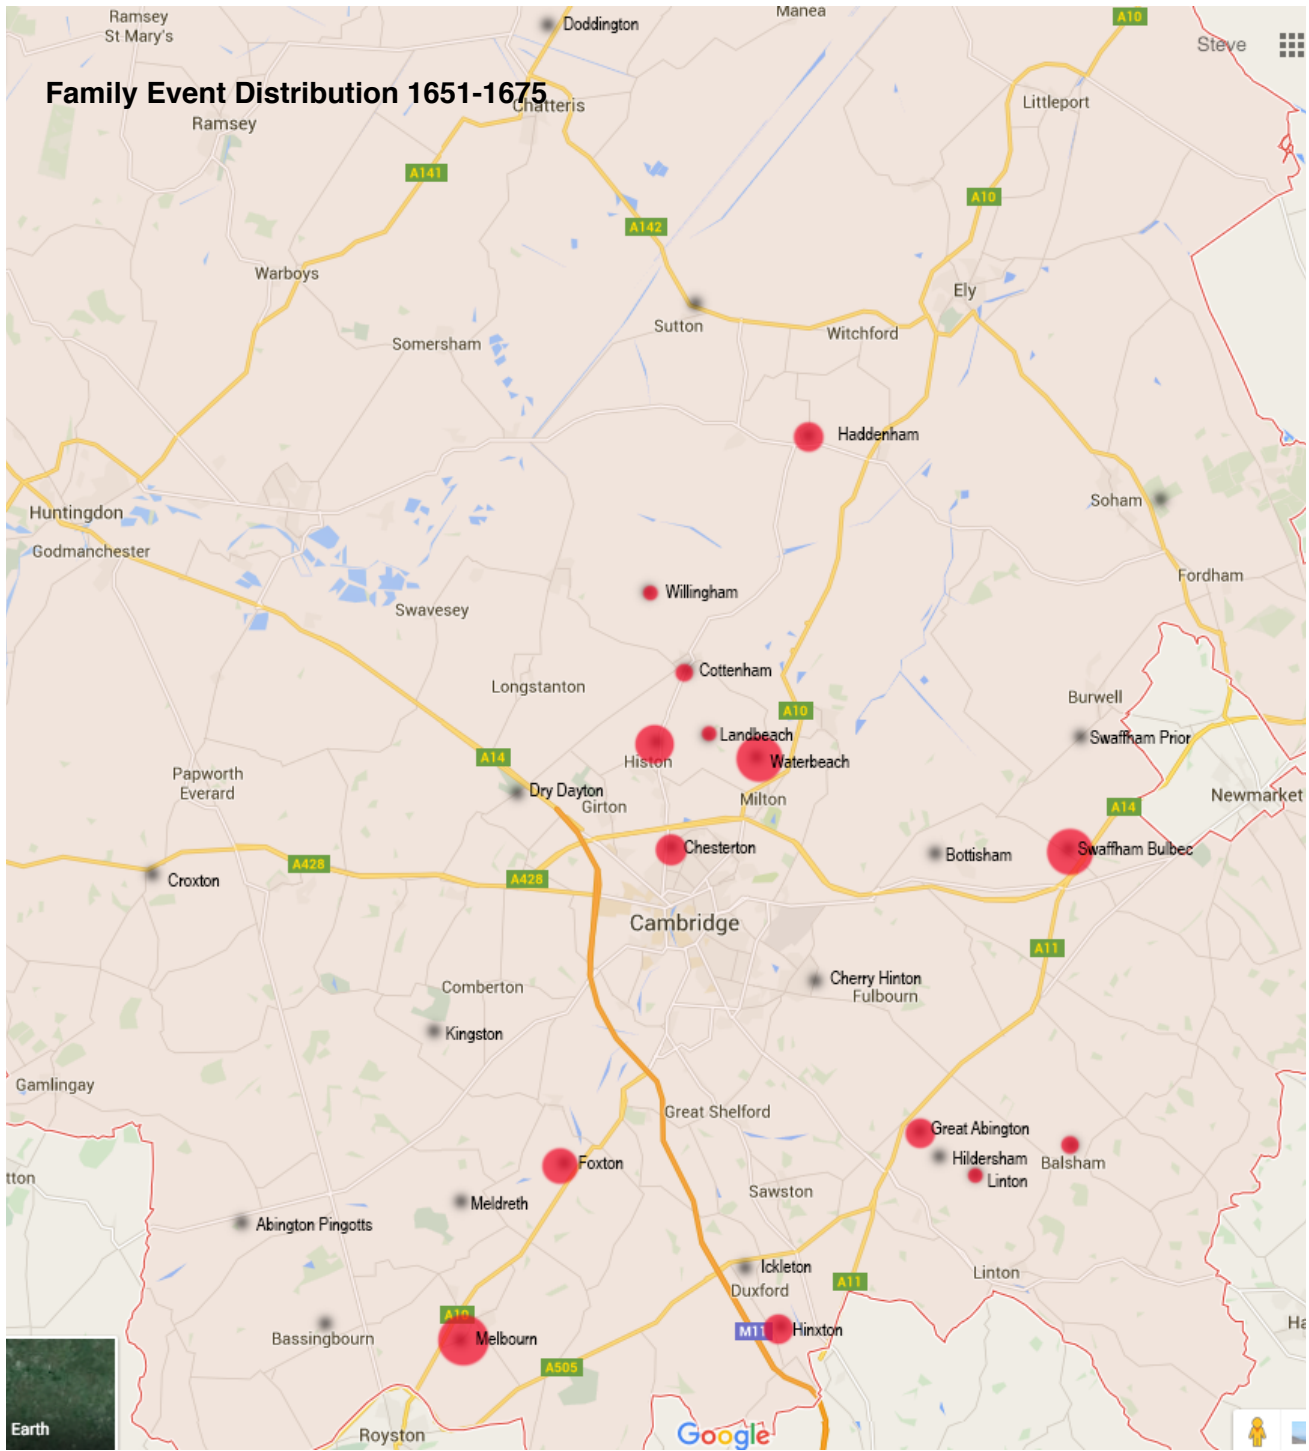 Ramsey
St Mary's
Doddington
Manea
A10
Steve
Family Event Distribution 1651-1675
Chatteris
Littleport
Ramsey
A141
A10
A142
Warboys
Ely
Sutton
Witchford
Somersham
Haddenham
Soham
Huntingdon
Godmanchester
Fordham
Willingham
Swavesey
Cottenham
Longstanton
Burwell
A10
Landbeach
Swaffham Prior
A14
Histon
Waterbeach
Papworth
Everard
Dry Dayton
Girton
Milton
A14
Newmarket
Chesterton
Swaffham Bulbec
Bottisham
A428
A428
Croxton
Cambridge
A11
Cherry Hinton
Fulbourn
Comberton
Kingston
Gamlingay
Great Shelford
Great Abington
Hildersham
Balsham
Foxton
Linton
tton
Sawston
Meldreth
Abington Pingotts
Ickleton
Linton
Duxford
A11
A10
Ha
Bassingbourn
Melbourn
M11
Hinxton
A505
Earth
Royston
Google